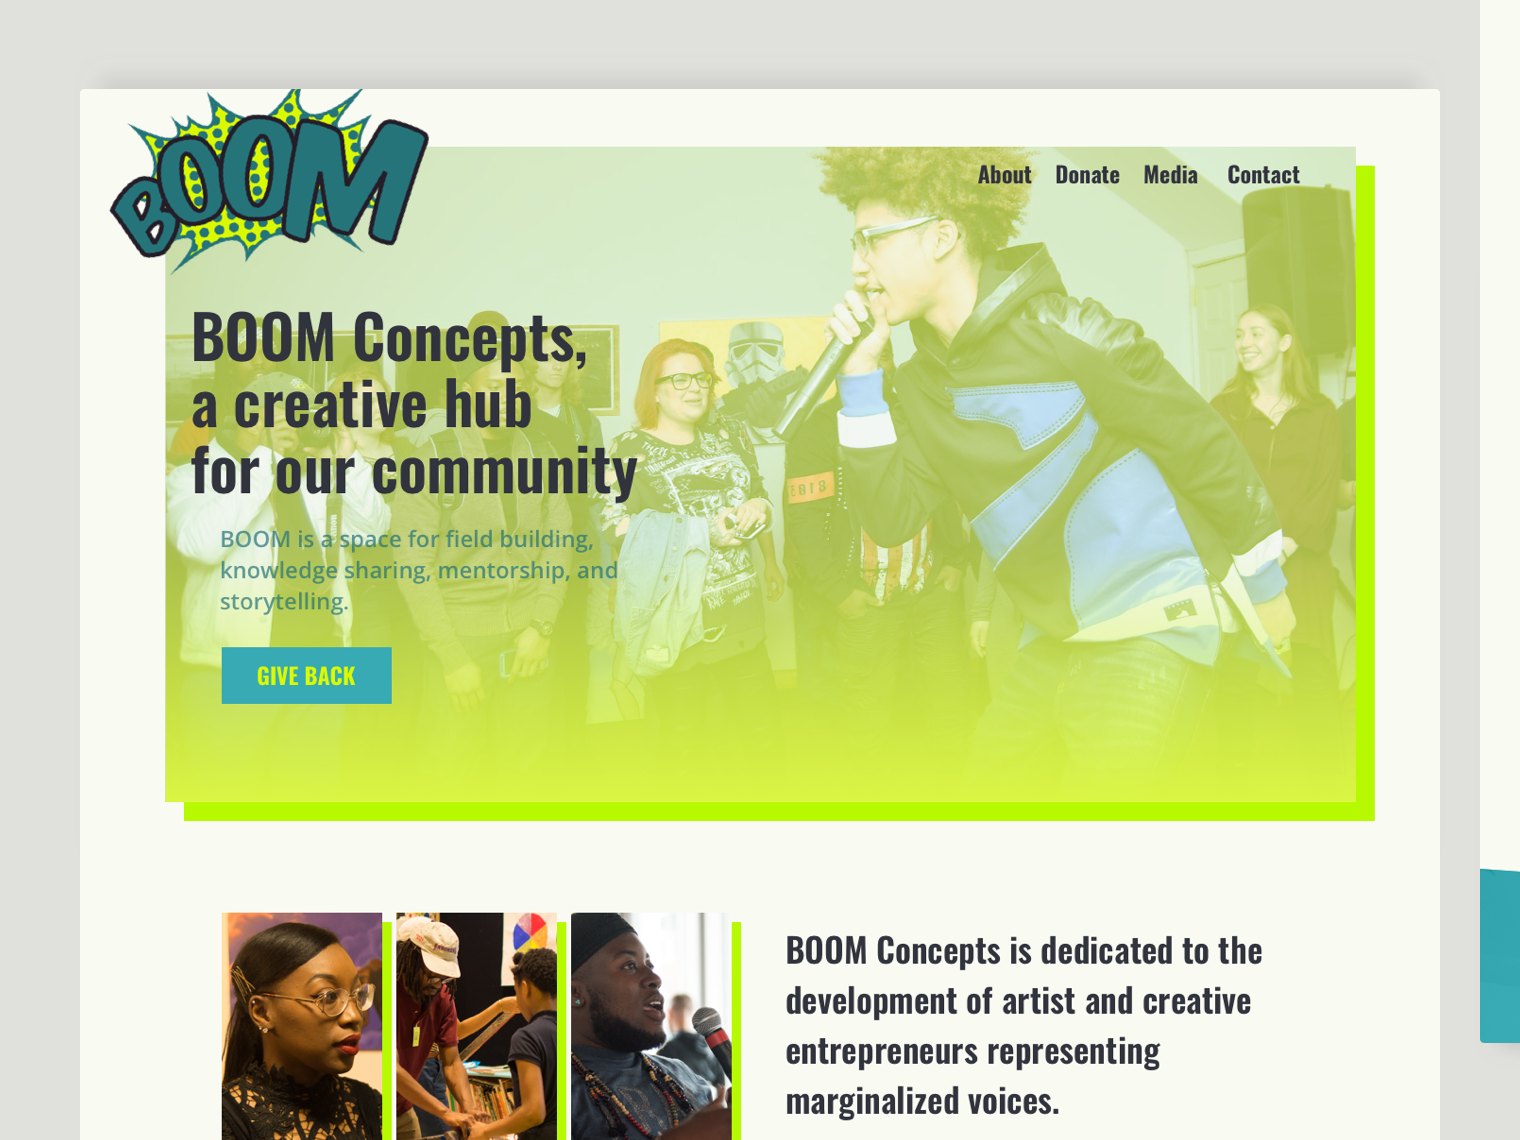 BOOM
About Donate Media Contact
BOOM Concepts,
a creative hub
for our community
BOOM is a space for field building,
knowledge sharing, mentorship, and
storytelling.
GIVE BACK
BOOM Concepts is dedicated to the
development of artist and creative
entrepreneurs representing
marginalized voices.